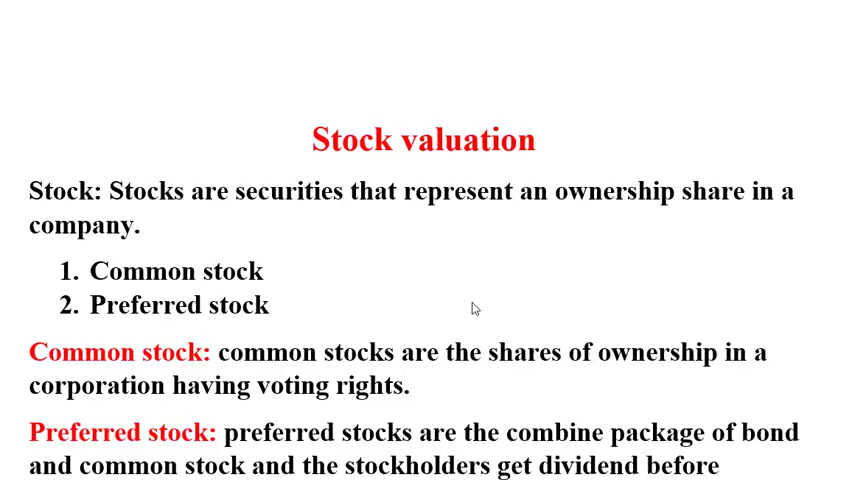 Stock valuation
Stock: Stocks are securities that represent an ownership share in a
company.
1. Common stock
2. Preferred stock
Common stock: common stocks are the shares of ownership in a
corporation having voting rights.
Preferred stock: preferred stocks are the combine package of bond
and common stock and the stockholders get dividend before